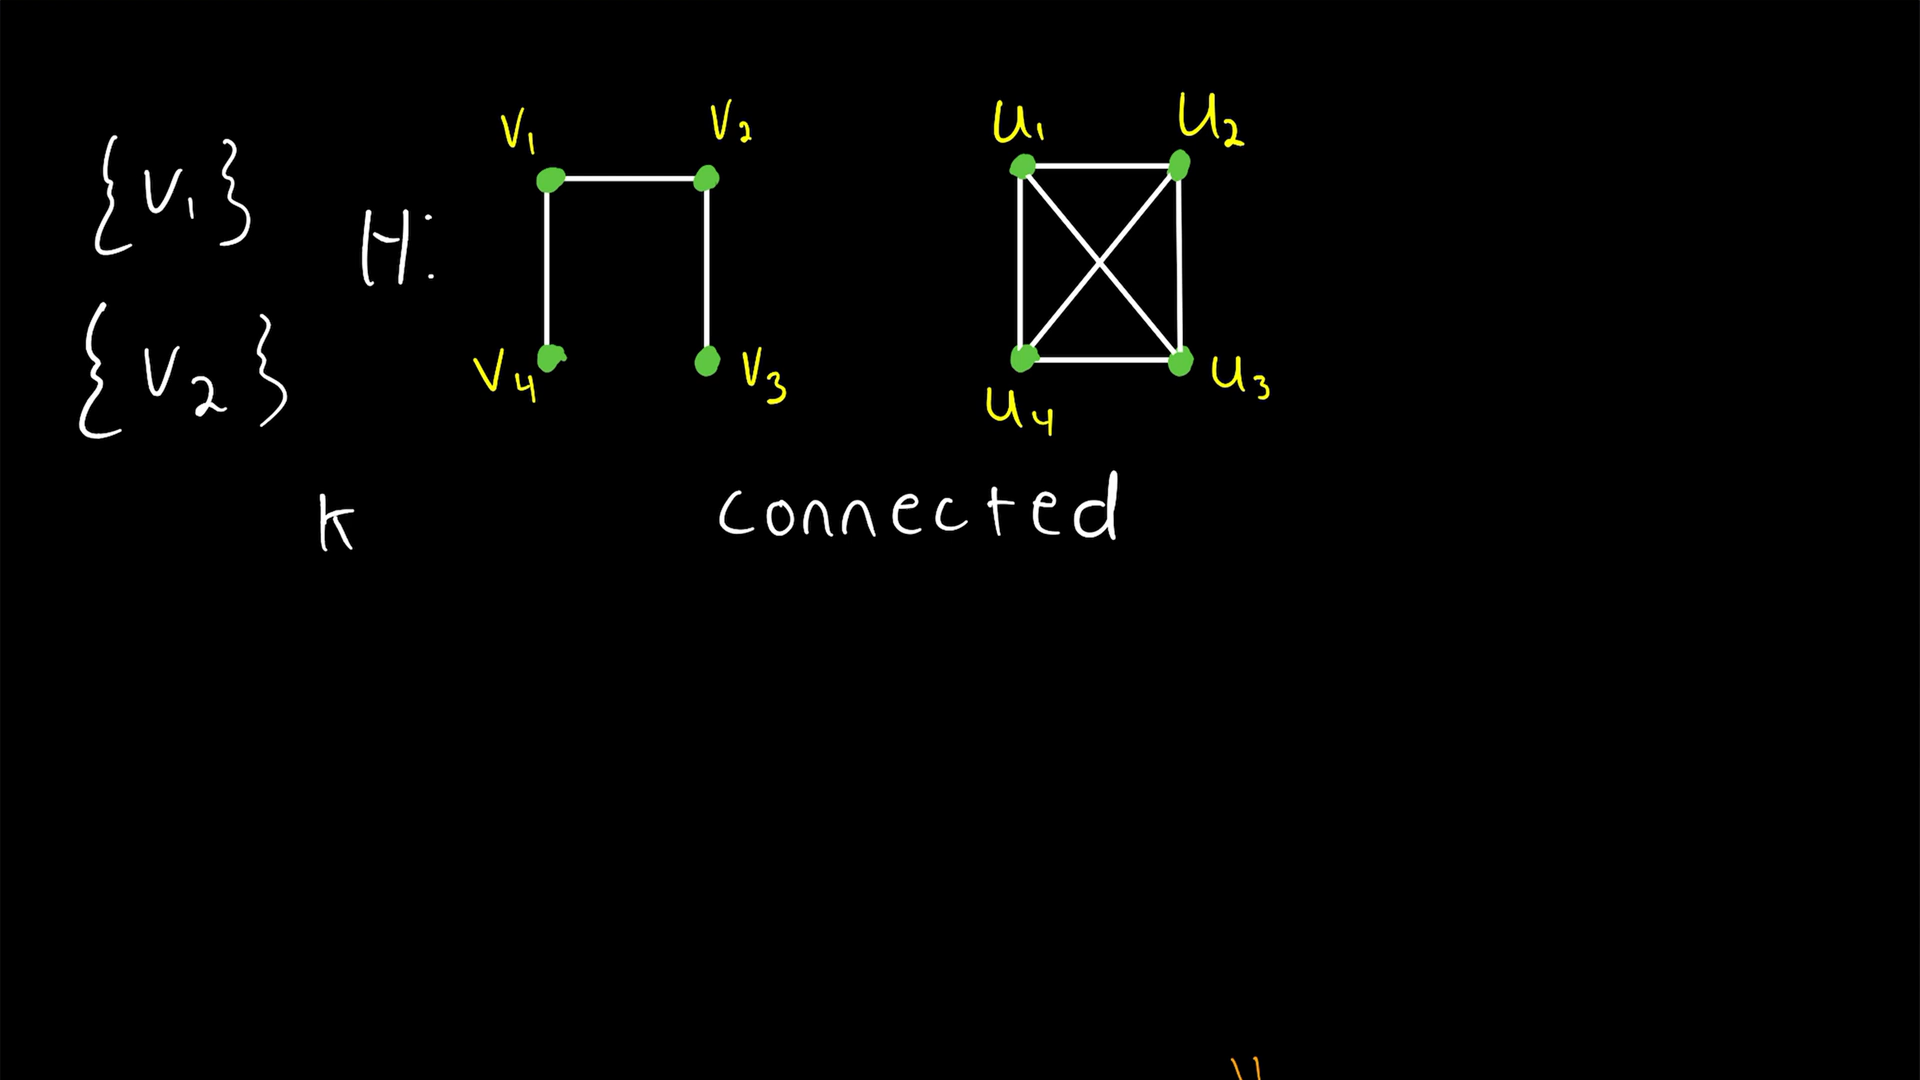 {V₁}
{V₂}
H:
V₁ V₂
V₄ V₃
U₁ U₂
U₄ U₃
K connected